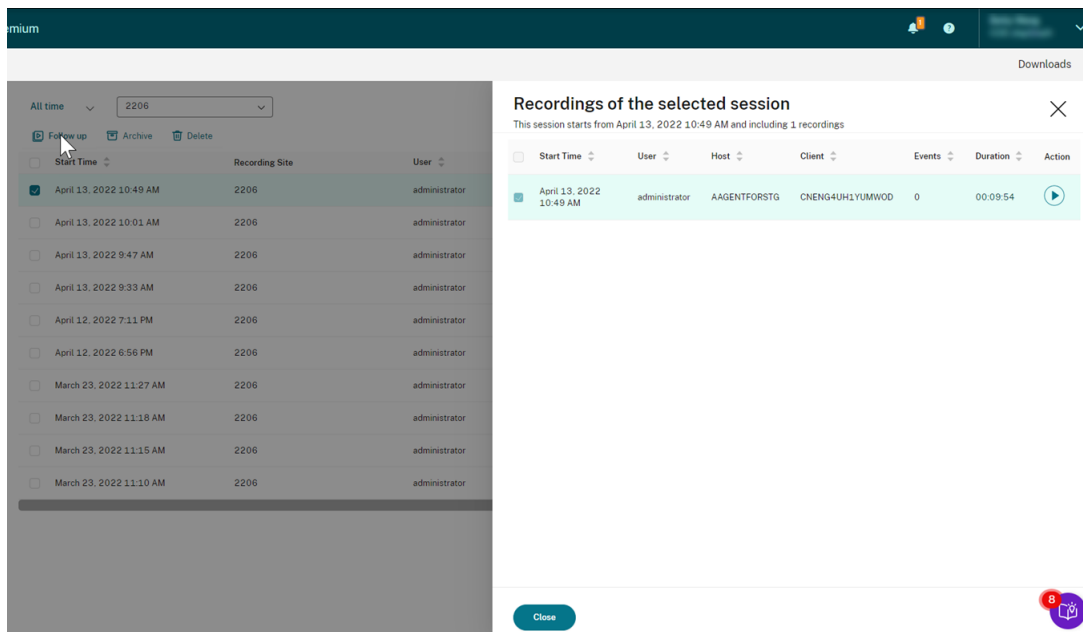 emium
1
?
Downloads
All time
2206
Follow up Archive Delete
Start Time Recording Site User
April 13, 2022 10:49 AM 2206 administrator
April 13, 2022 10:01 AM 2206 administrator
April 13, 2022 9:47 AM 2206 administrator
April 13, 2022 9:33 AM 2206 administrator
April 12, 2022 7:11 PM 2206 administrator
April 12, 2022 6:56 PM 2206 administrator
March 23, 2022 11:27 AM 2206 administrator
March 23, 2022 11:18 AM 2206 administrator
March 23, 2022 11:15 AM 2206 administrator
March 23, 2022 11:10 AM 2206 administrator
Recordings of the selected session
This session starts from April 13, 2022 10:49 AM and including 1 recordings
Start Time User Host Client Events Duration Action
April 13, 2022
10:49 AM administrator AAGENTFORSTG CNENG4UH1YUMWOD 0 00:09:54
Close
8